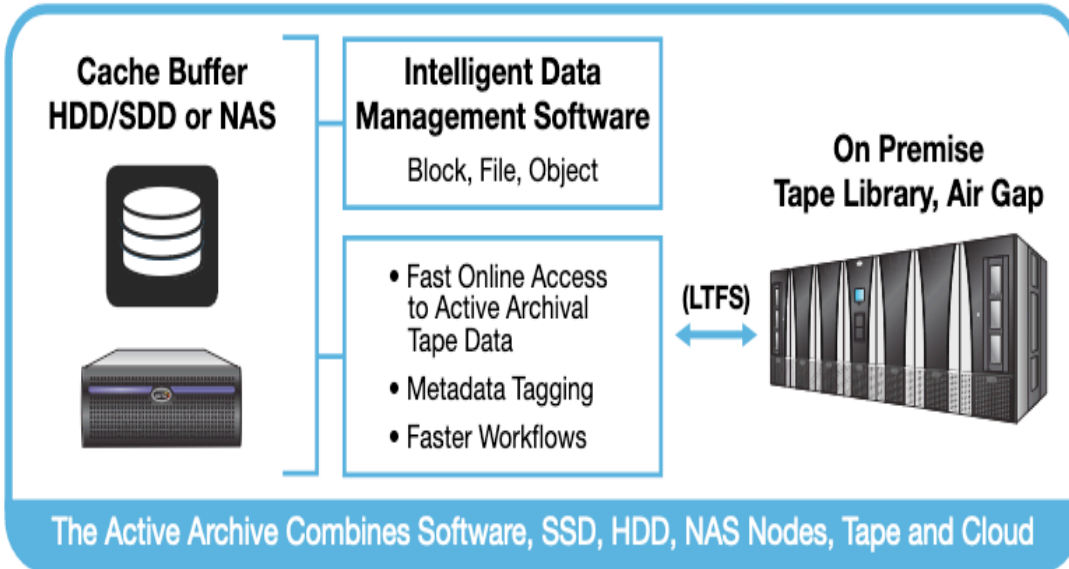 Cache Buffer
HDD/SDD or NAS
Intelligent Data
Management Software
Block, File, Object
• Fast Online Access
to Active Archival
Tape Data
• Metadata Tagging
• Faster Workflows
(LTFS)
On Premise
Tape Library, Air Gap
The Active Archive Combines Software, SSD, HDD, NAS Nodes, Tape and Cloud